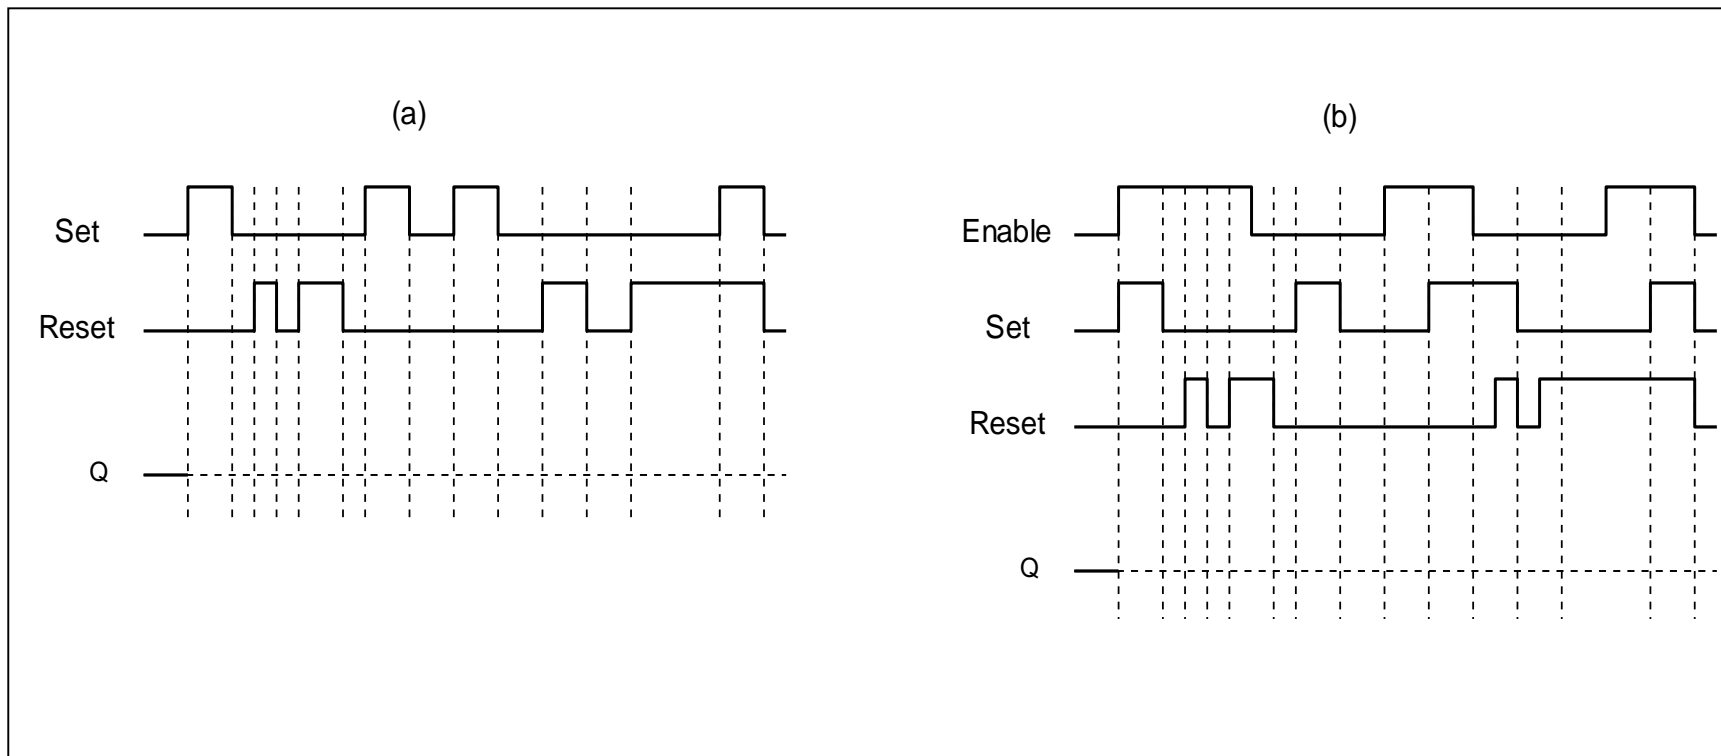 (a)
Set
Reset
Q
(b)
Enable
Set
Reset
Q